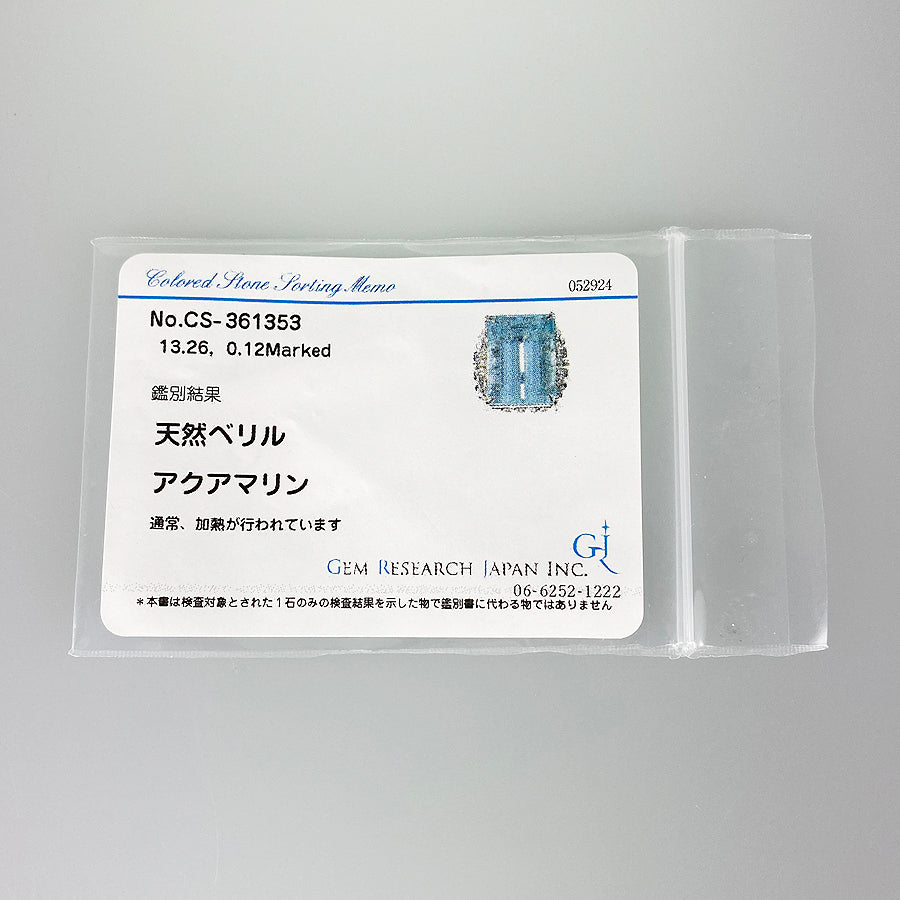 Colored Stone Sorting Memo
052924
No.CS-361353
13.26, 0.12Marked
鑑別結果
天然ベリル
アクアマリン
通常、加熱が行われています
GJR
GEM RESEARCH JAPAN INC.
06-6252-1222
*本書は検査対象とされた1石のみの検査結果を示した物で鑑別書に代わる物ではありません